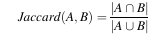 Jaccard(A, B) = |A ∩ B| / |A ∪ B|